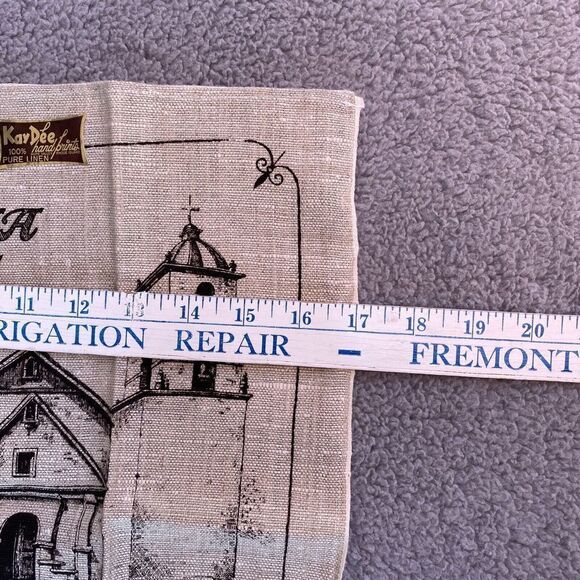 KayDee
hand prints
100%
PURE LINEN
A
11 12 13 14 15 16 17 18 19 20
RIGATION REPAIR - FREMONT